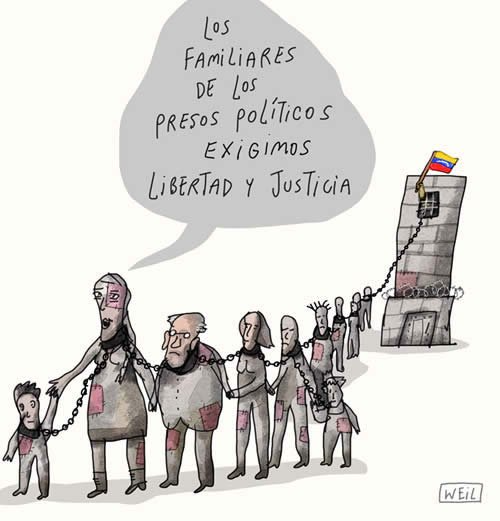 LOS
FAMILIARES
DE LOS
PRESOS POLÍTICOS
EXIGIMOS
LIBERTAD Y JUSTICIA
WEIL